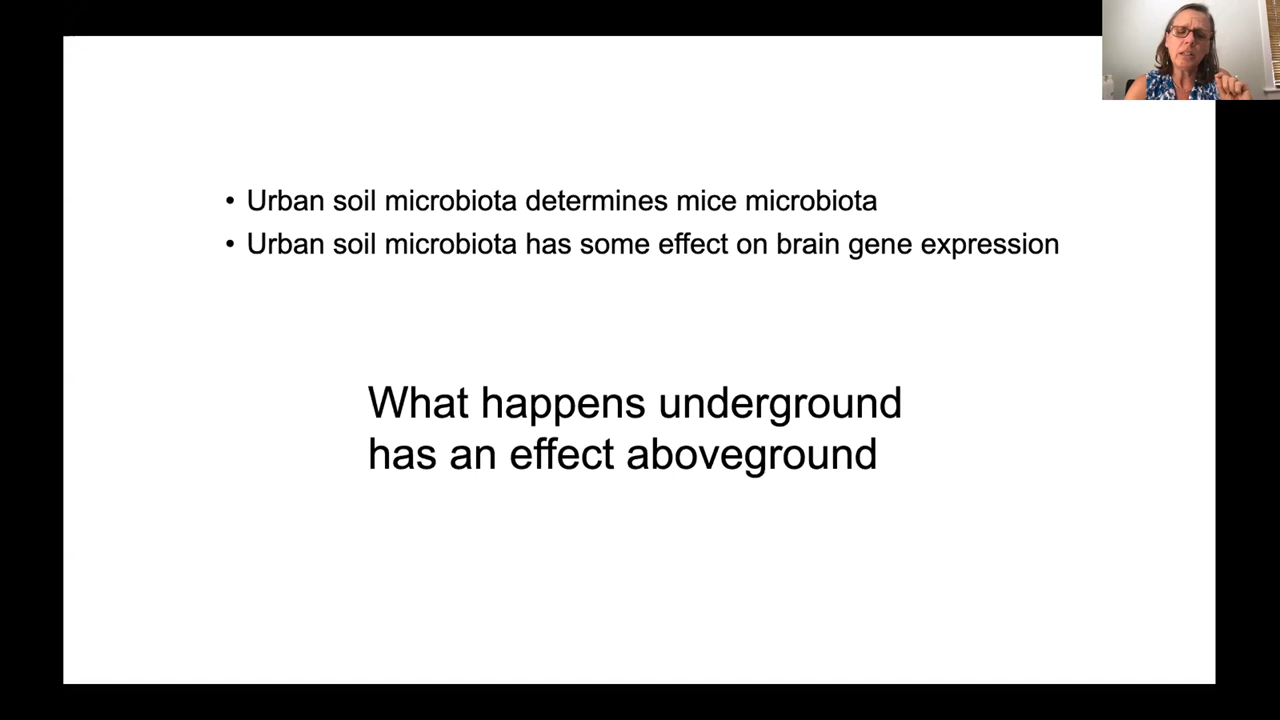 • Urban soil microbiota determines mice microbiota
• Urban soil microbiota has some effect on brain gene expression
What happens underground
has an effect aboveground